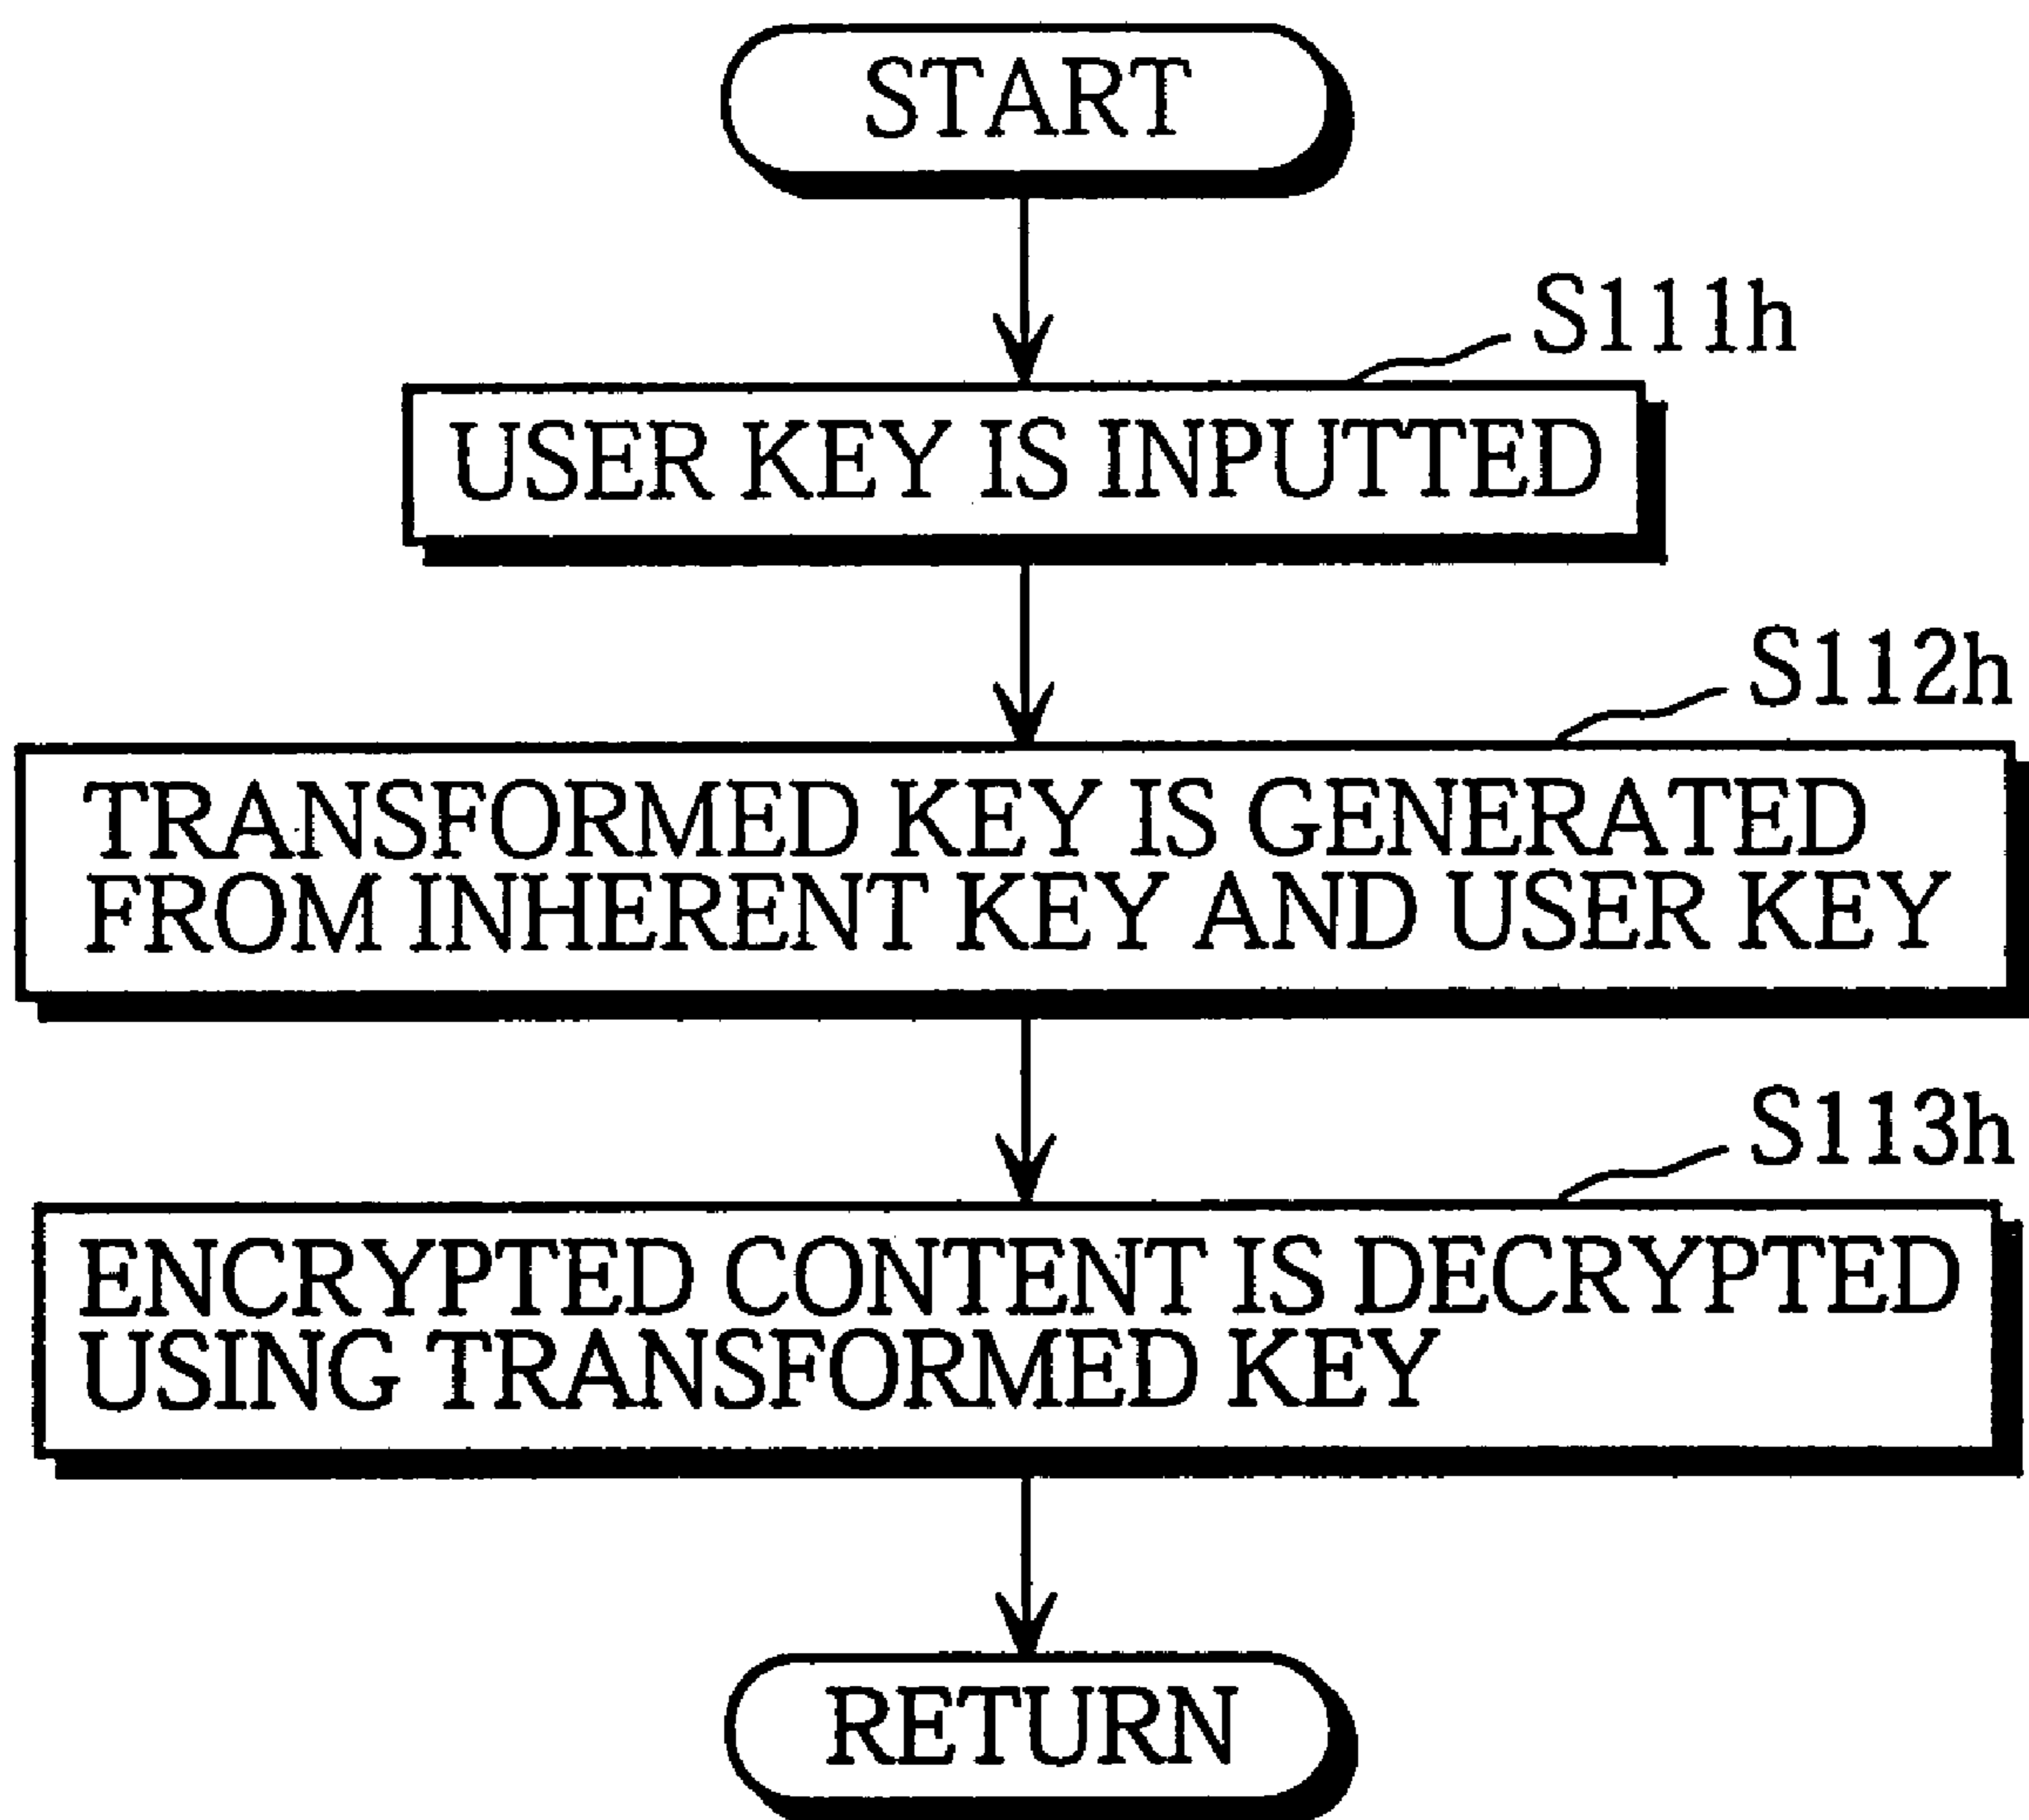 START
S111h
USER KEY IS INPUTTED
S112h
TRANSFORMED KEY IS GENERATED
FROM INHERENT KEY AND USER KEY
S113h
ENCRYPTED CONTENT IS DECRYPTED
USING TRANSFORMED KEY
RETURN